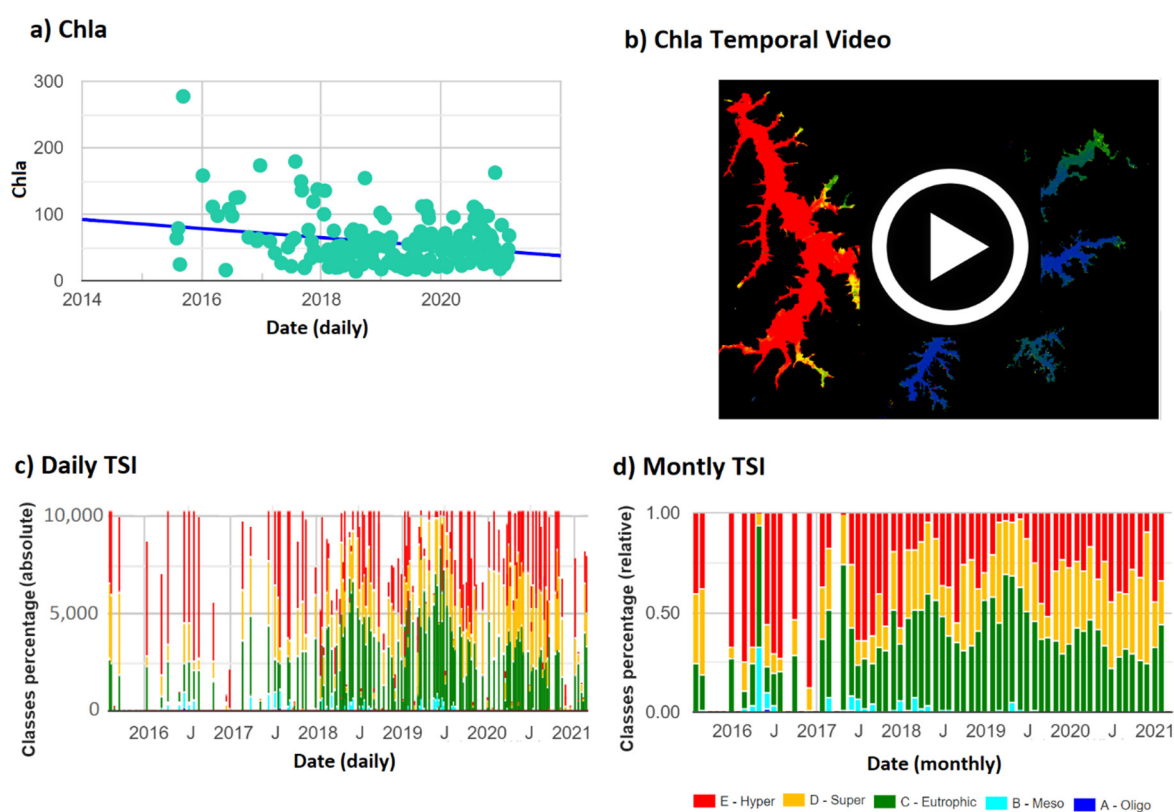 a) Chla
b) Chla Temporal Video
300
200
100
0
Chla
2014 2016 2018 2020
Date (daily)
c) Daily TSI
d) Montly TSI
10,000
5,000
0
Classes percentage (absolute)
2016 J 2017 J 2018 J 2019 J 2020 J 2021
Date (daily)
1.00
0.50
0.00
Classes percentage (relative)
2016 J 2017 J 2018 J 2019 J 2020 J 2021
Date (monthly)
E - Hyper D - Super C - Eutrophic B - Meso A - Oligo